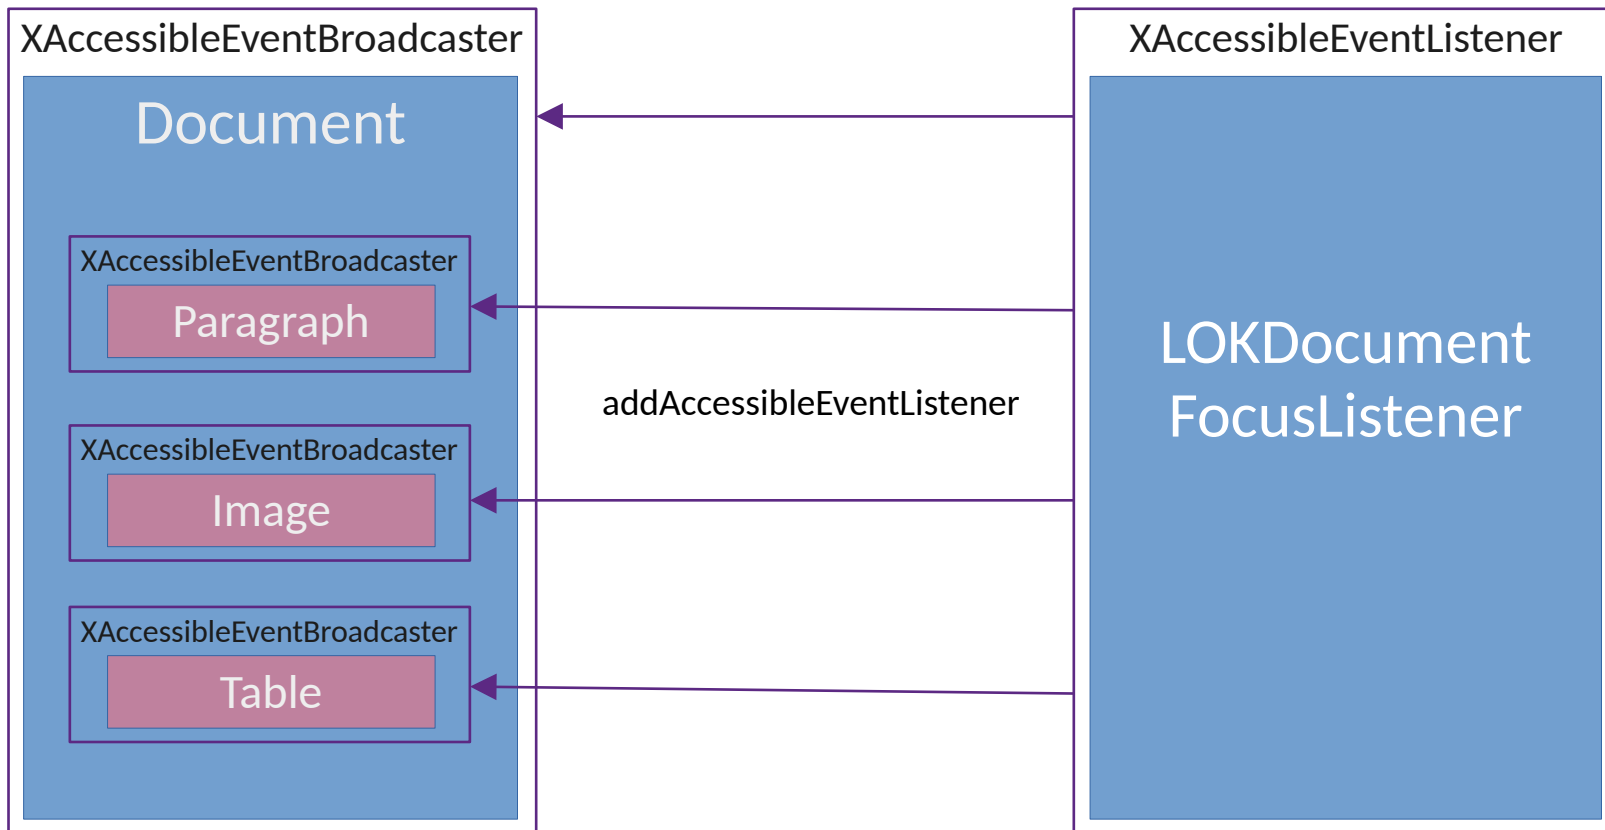 XAccessibleEventBroadcaster
Document
XAccessibleEventBroadcaster
Paragraph
XAccessibleEventBroadcaster
Image
XAccessibleEventBroadcaster
Table
addAccessibleEventListener
XAccessibleEventListener
LOKDocument
FocusListener